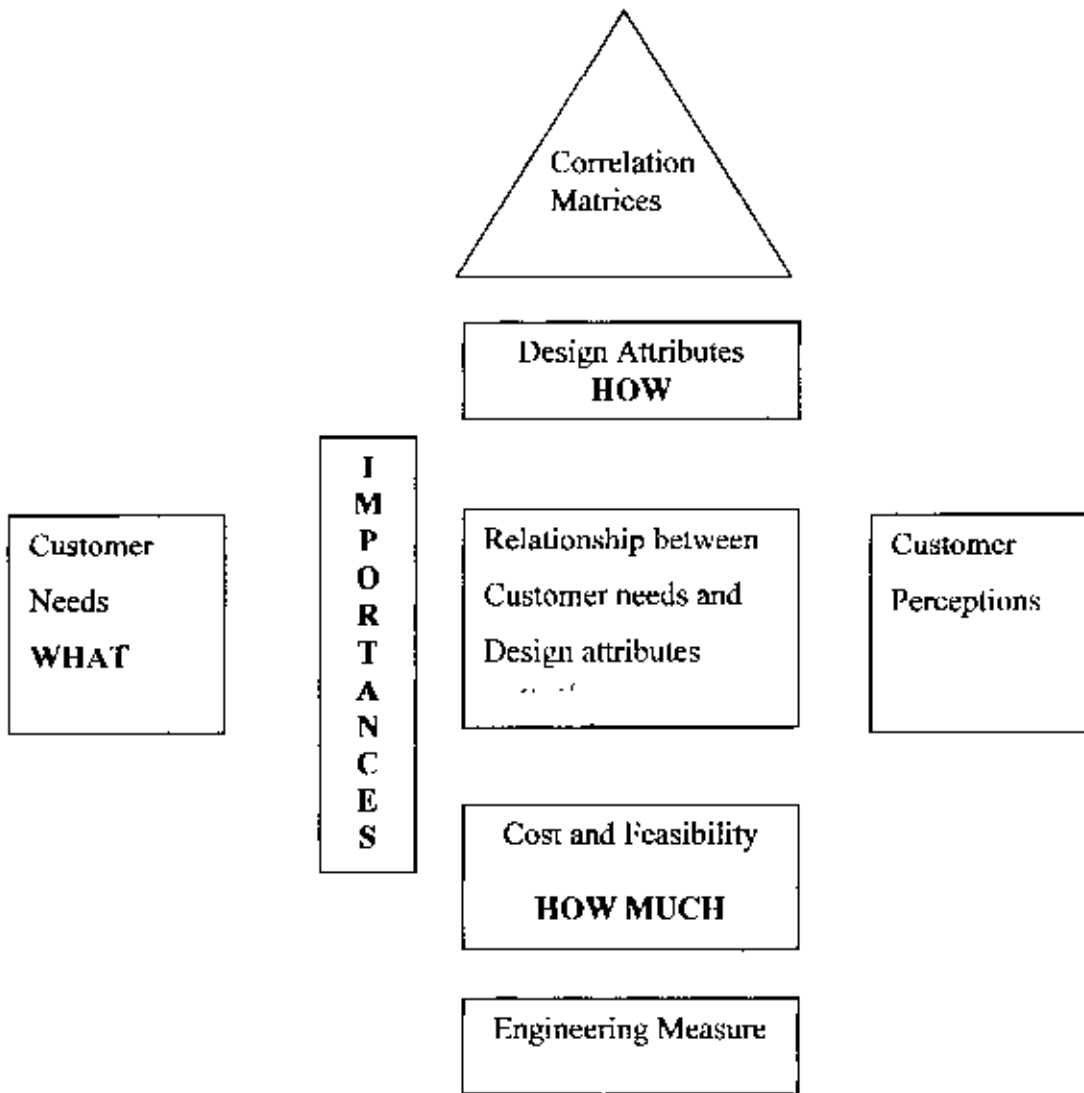 Correlation
Matrices
Design Attributes
HOW
I
M
P
O
R
T
A
N
C
E
S
Customer
Needs
WHAT
Relationship between
Customer needs and
Design attributes
Customer
Perceptions
Cost and Feasibility
HOW MUCH
Engineering Measure